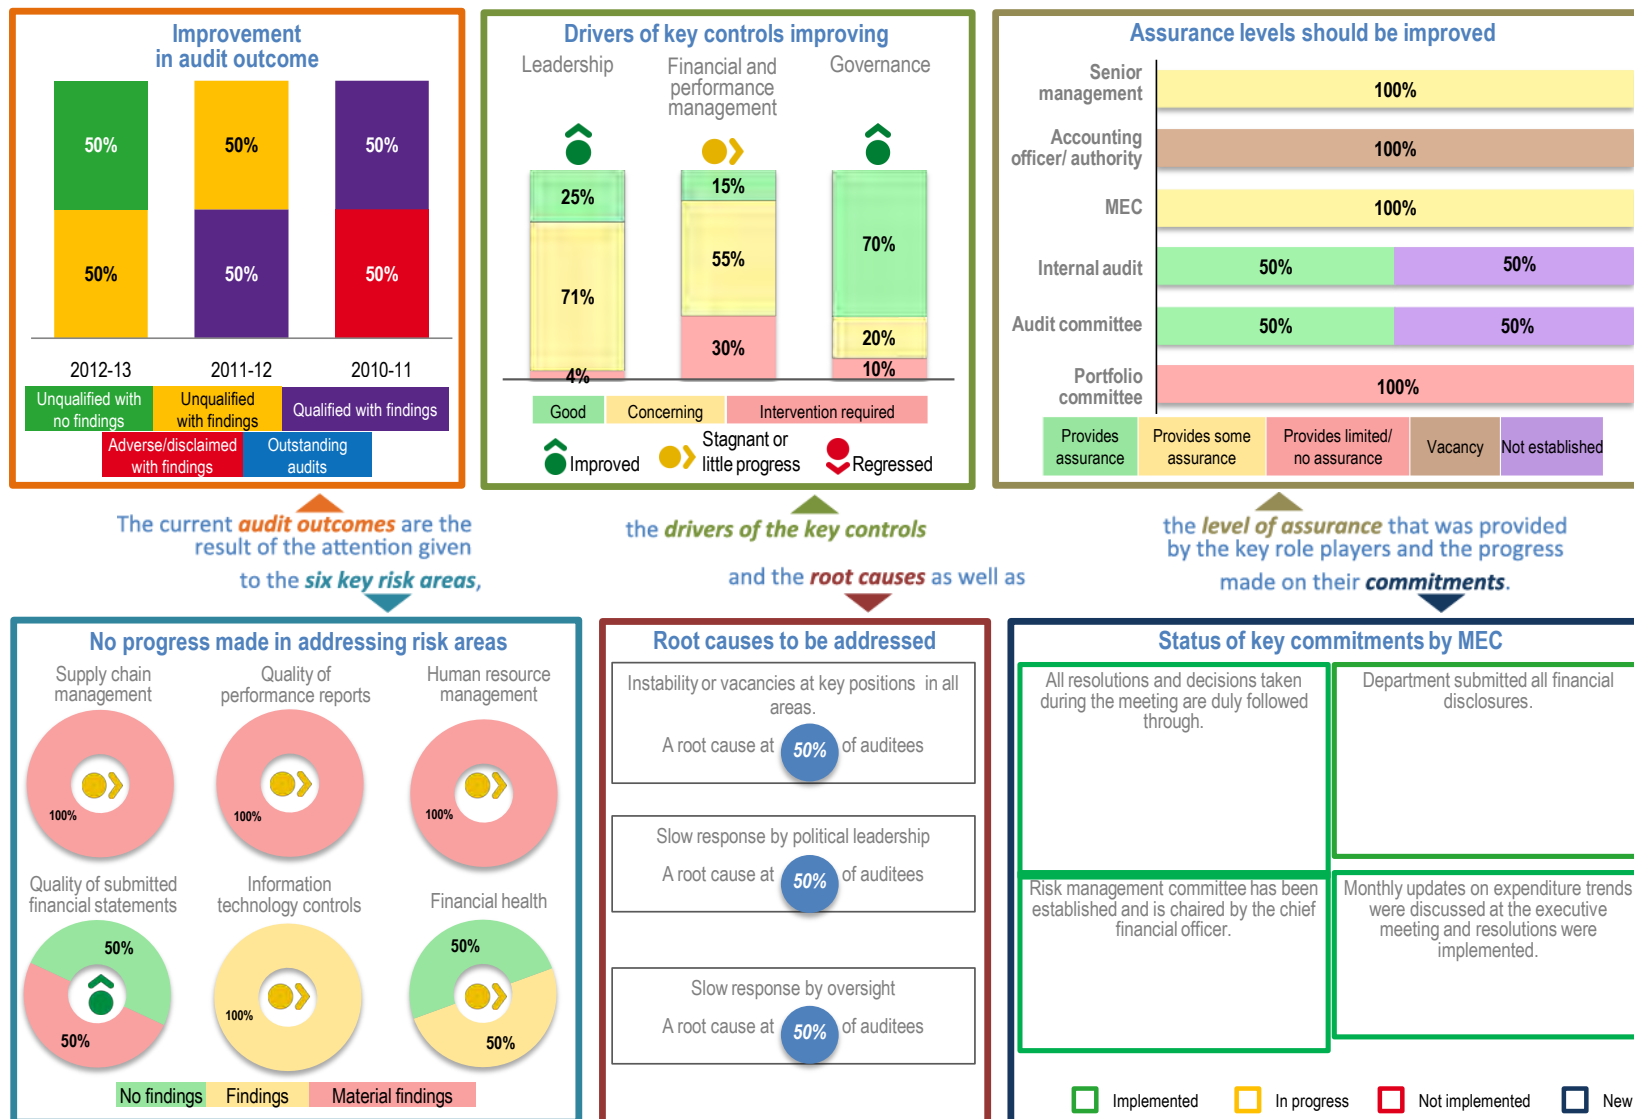 Improvement
in audit outcome
50%
50%
50%
50%
50%
50%
2012-13
2011-12
2010-11
Unqualified with
no findings
Unqualified
with findings
Qualified with findings
Adverse/disclaimed
with findings
Outstanding
audits
Drivers of key controls improving
Leadership
Financial and
performance
management
Governance
25%
71%
4%
15%
55%
30%
70%
20%
10%
Good
Concerning
Intervention required
Improved
Stagnant or
little progress
Regressed
Assurance levels should be improved
Senior
management
100%
Accounting
officer/ authority
100%
MEC
100%
Internal audit
50%
50%
Audit committee
50%
50%
Portfolio
committee
100%
Provides
assurance
Provides some
assurance
Provides limited/
no assurance
Vacancy
Not established
The current audit outcomes are the
result of the attention given
to the six key risk areas,
the drivers of the key controls
and the root causes as well as
the level of assurance that was provided
by the key role players and the progress
made on their commitments.
No progress made in addressing risk areas
Supply chain
management
100%
Quality of
performance reports
100%
Human resource
management
100%
Quality of submitted
financial statements
50%
50%
Information
technology controls
100%
Financial health
50%
50%
No findings
Findings
Material findings
Root causes to be addressed
Instability or vacancies at key positions in all
areas.
A root cause at 50% of auditees
Slow response by political leadership
A root cause at 50% of auditees
Slow response by oversight
A root cause at 50% of auditees
Status of key commitments by MEC
All resolutions and decisions taken
during the meeting are duly followed
through.
Department submitted all financial
disclosures.
Risk management committee has been
established and is chaired by the chief
financial officer.
Monthly updates on expenditure trends
were discussed at the executive
meeting and resolutions were
implemented.
Implemented
In progress
Not implemented
New